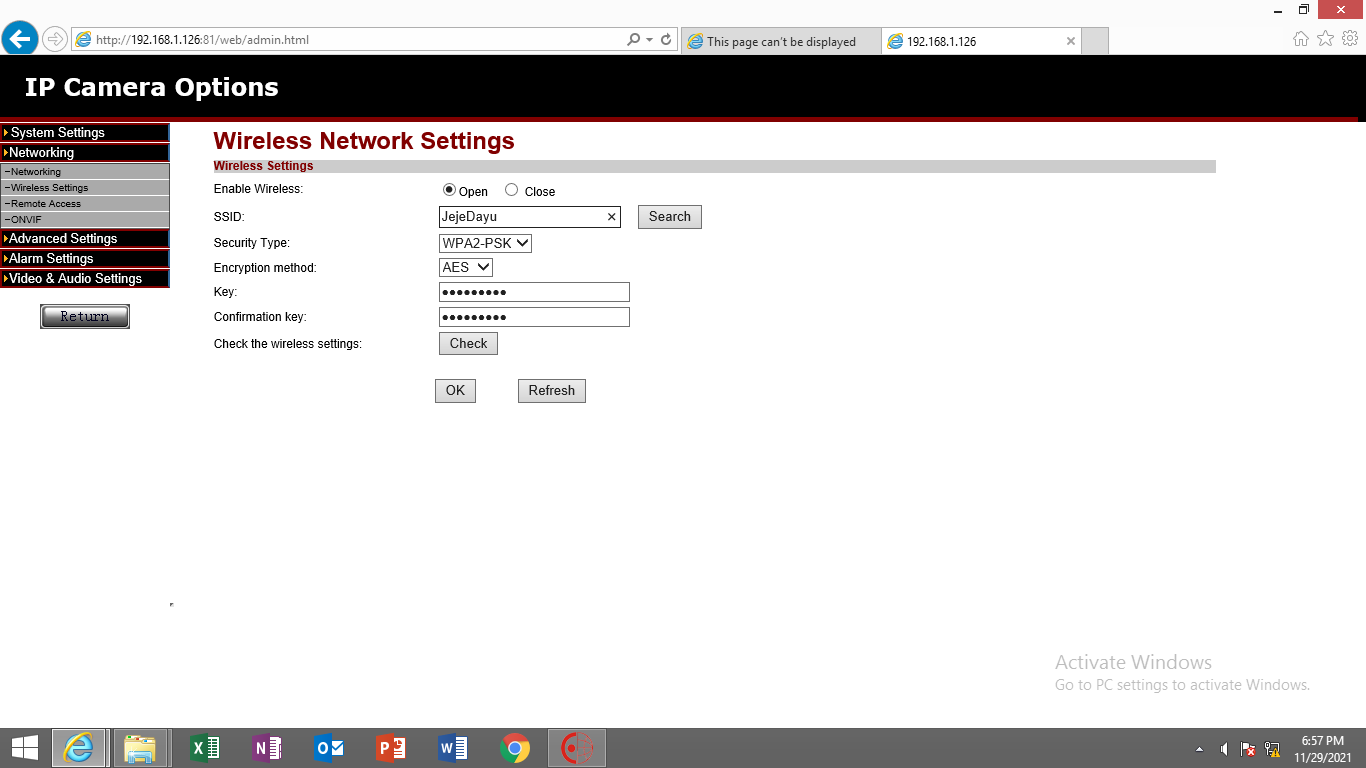 http://192.168.1.126:81/web/admin.html
This page can't be displayed
192.168.1.126
IP Camera Options
System Settings
Networking
Networking
Wireless Settings
Remote Access
ONVIF
Advanced Settings
Alarm Settings
Video & Audio Settings
Return
Wireless Network Settings
Wireless Settings
Enable Wireless: Open Close
SSID: JejeDayu Search
Security Type: WPA2-PSK
Encryption method: AES
Key: •••••••••
Confirmation key: •••••••••
Check the wireless settings: Check
OK Refresh
Activate Windows
Go to PC settings to activate Windows.
6:57 PM
11/29/2021